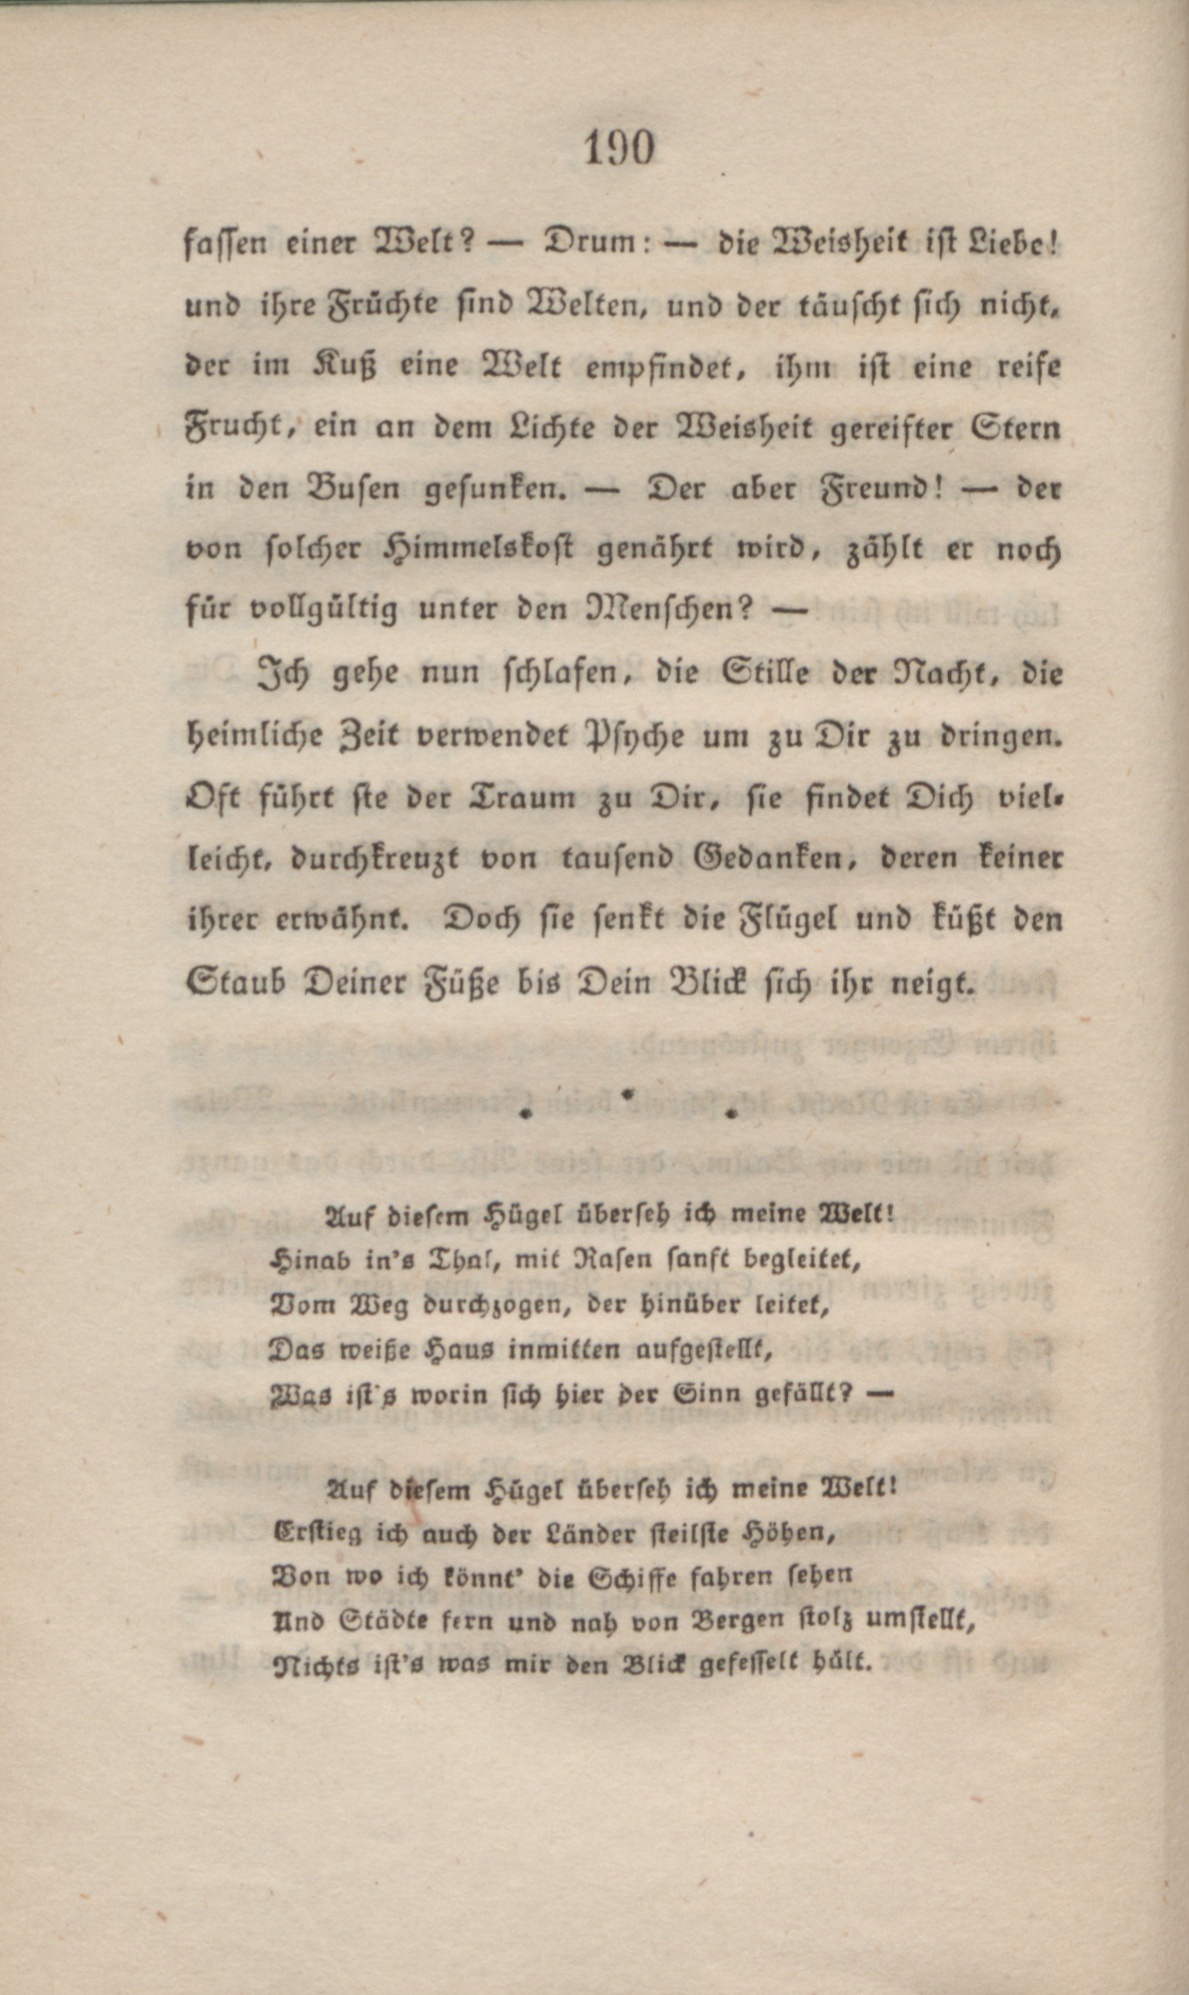 190
faſſen einer Welt? — Drum: — die Weisheit iſt Liebe!
und ihre Früchte ſind Welten, und der täuſcht ſich nicht,
der im Kuß eine Welt empfindet, ihm iſt eine reife
Frucht, ein an dem Lichte der Weisheit gereifter Stern
in den Buſen geſunken. — Der aber Freund! — der
von ſolcher Himmelskoſt genährt wird, zählt er noch
für vollgültig unter den Menſchen? —
Ich gehe nun ſchlafen, die Stille der Nacht, die
heimliche Zeit verwendet Pſyche um zu Dir zu dringen.
Oft führt ſie der Traum zu Dir, ſie findet Dich viel-
leicht, durchkreuzt von tauſend Gedanken, deren keiner
ihrer erwähnt. Doch ſie ſenkt die Flügel und küßt den
Staub Deiner Füße bis Dein Blick ſich ihr neigt.
Auf dieſem Hügel überſeh ich meine Welt!
Hinab in's Thal, mit Raſen ſanft begleitet,
Vom Weg durchzogen, der hinüber leitet,
Das weiße Haus inmitten aufgeſtellt,
Was iſt's worin ſich hier der Sinn gefällt? —
Auf dieſem Hügel überſeh ich meine Welt!
Erſtieg ich auch der Länder ſteilſte Höhen,
Von wo ich könnt' die Schiffe fahren ſehen
Und Städte fern und nah von Bergen ſtolz umſtellt,
Nichts iſt's was mir den Blick gefeſſelt hält.